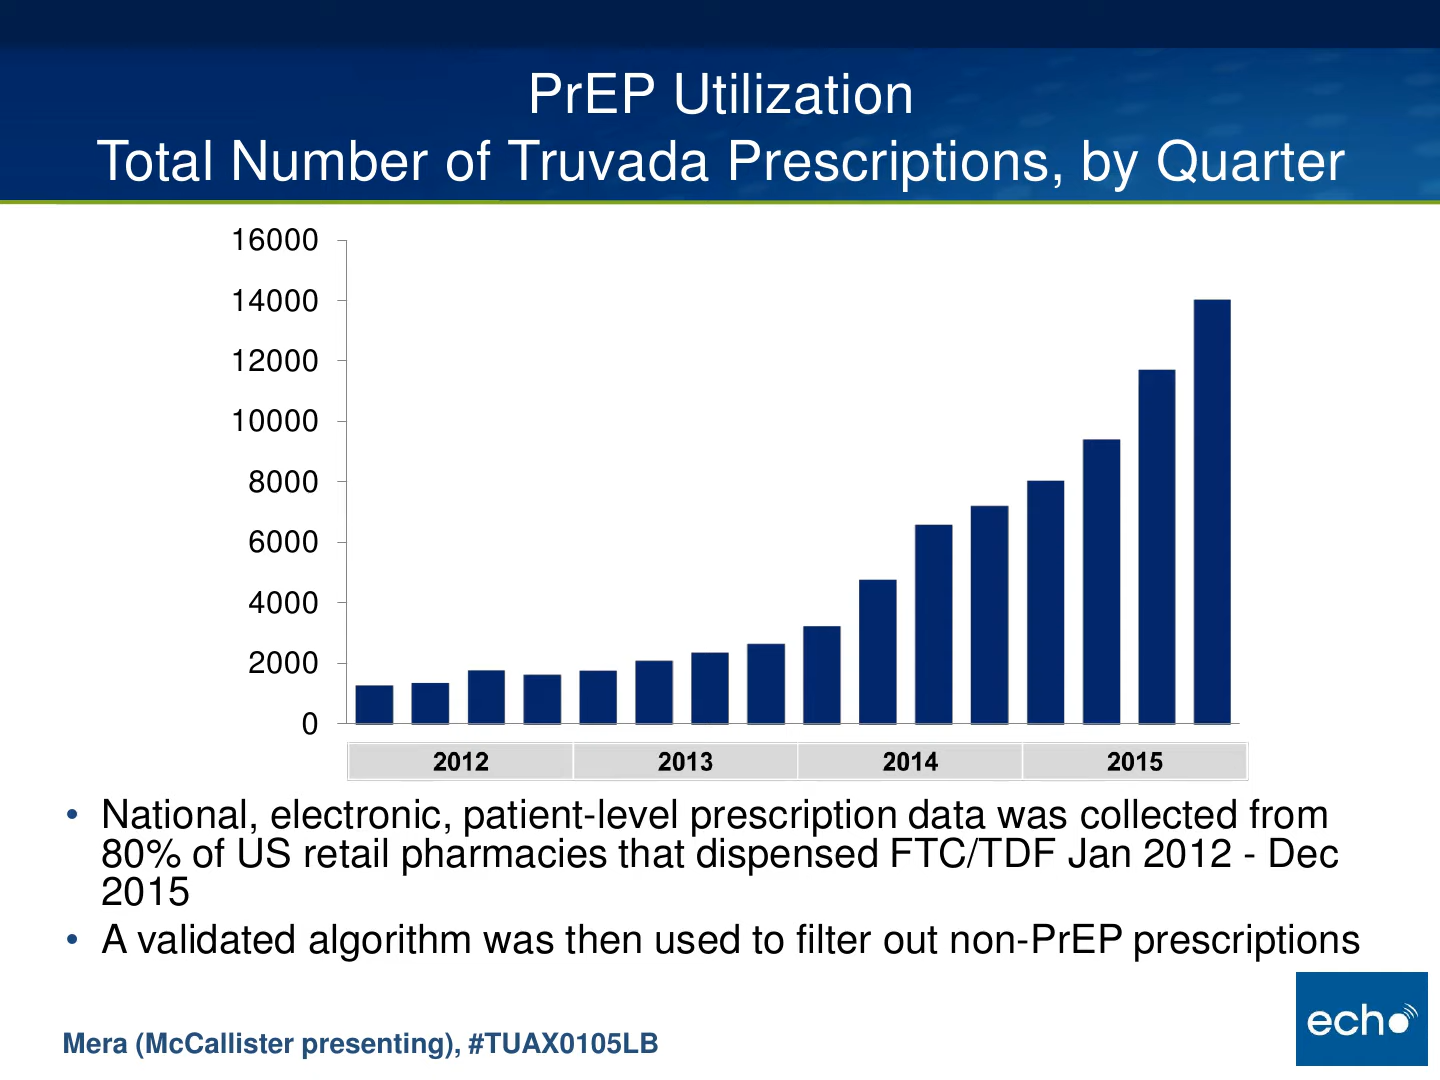 PrEP Utilization
Total Number of Truvada Prescriptions, by Quarter
16000
14000
12000
10000
8000
6000
4000
2000
0
2012 2013 2014 2015
• National, electronic, patient-level prescription data was collected from
80% of US retail pharmacies that dispensed FTC/TDF Jan 2012 - Dec
2015
• A validated algorithm was then used to filter out non-PrEP prescriptions
echo
Mera (McCallister presenting), #TUAX0105LB